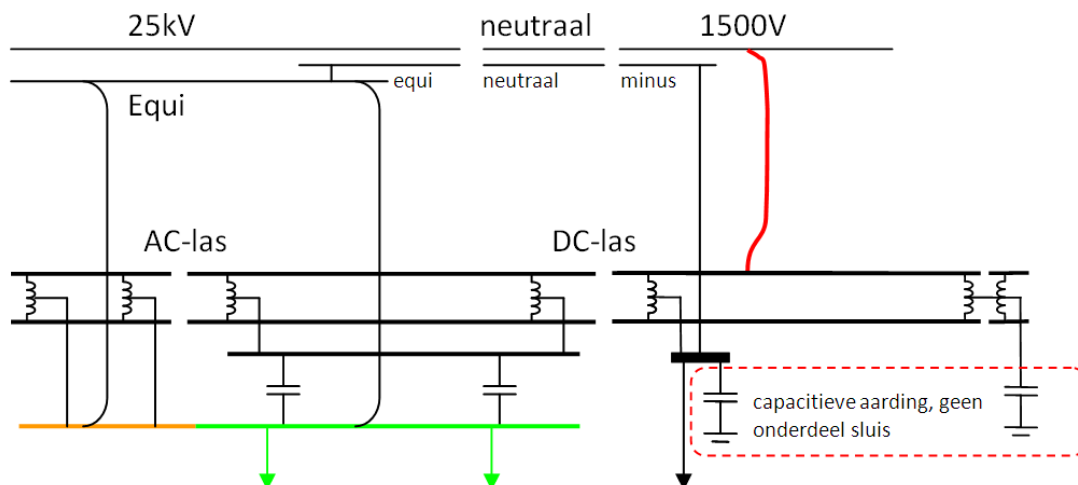 25kV
neutraal
1500V
equi
neutraal
minus
Equi
AC-las
DC-las
capacitieve aarding, geen
onderdeel sluis